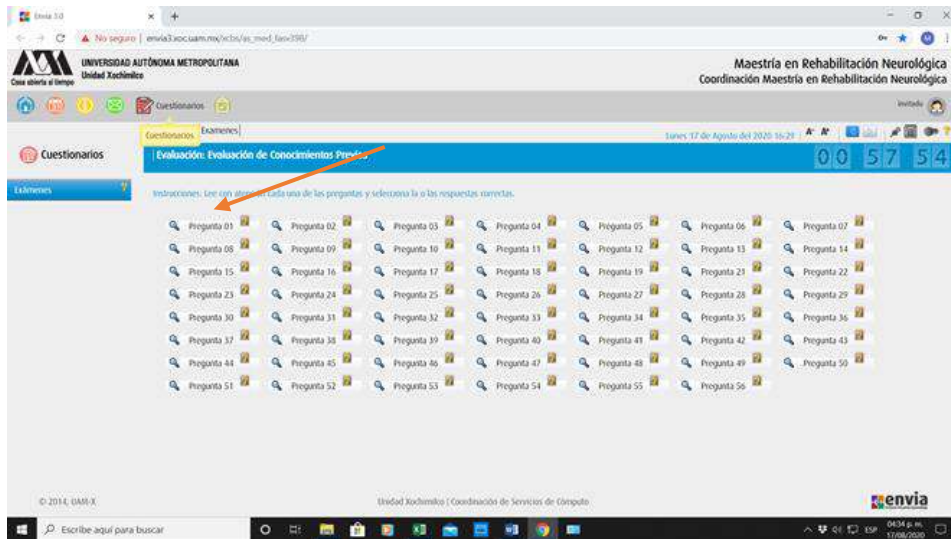 Envia 3.0
No seguro | envia3.xoc.uam.mx/xcbs/as_med_fanv398/
Casa abierta al tiempo
UNIVERSIDAD AUTÓNOMA METROPOLITANA
Unidad Xochimilco
Maestría en Rehabilitación Neurológica
Coordinación Maestría en Rehabilitación Neurológica
Cuestionarios
invitado
Cuestionarios
Examenes|
Lunes 17 de Agosto del 2020 16:29
Cuestionarios
| Evaluación: Evaluación de Conocimientos Previos
00 57 54
Exámenes
Instrucciones: Lee con atención cada una de las preguntas y selecciona la o las respuestas correctas.
Pregunta 01 Pregunta 02 Pregunta 03 Pregunta 04 Pregunta 05 Pregunta 06 Pregunta 07
Pregunta 08 Pregunta 09 Pregunta 10 Pregunta 11 Pregunta 12 Pregunta 13 Pregunta 14
Pregunta 15 Pregunta 16 Pregunta 17 Pregunta 18 Pregunta 19 Pregunta 21 Pregunta 22
Pregunta 23 Pregunta 24 Pregunta 25 Pregunta 26 Pregunta 27 Pregunta 28 Pregunta 29
Pregunta 30 Pregunta 31 Pregunta 32 Pregunta 33 Pregunta 34 Pregunta 35 Pregunta 36
Pregunta 37 Pregunta 38 Pregunta 39 Pregunta 40 Pregunta 41 Pregunta 42 Pregunta 43
Pregunta 44 Pregunta 45 Pregunta 46 Pregunta 47 Pregunta 48 Pregunta 49 Pregunta 50
Pregunta 51 Pregunta 52 Pregunta 53 Pregunta 54 Pregunta 55 Pregunta 56
© 2014, UAM-X
Unidad Xochimilco | Coordinación de Servicios de Cómputo
envia
Escribe aquí para buscar
ESP
0434 p. m.
17/08/2020